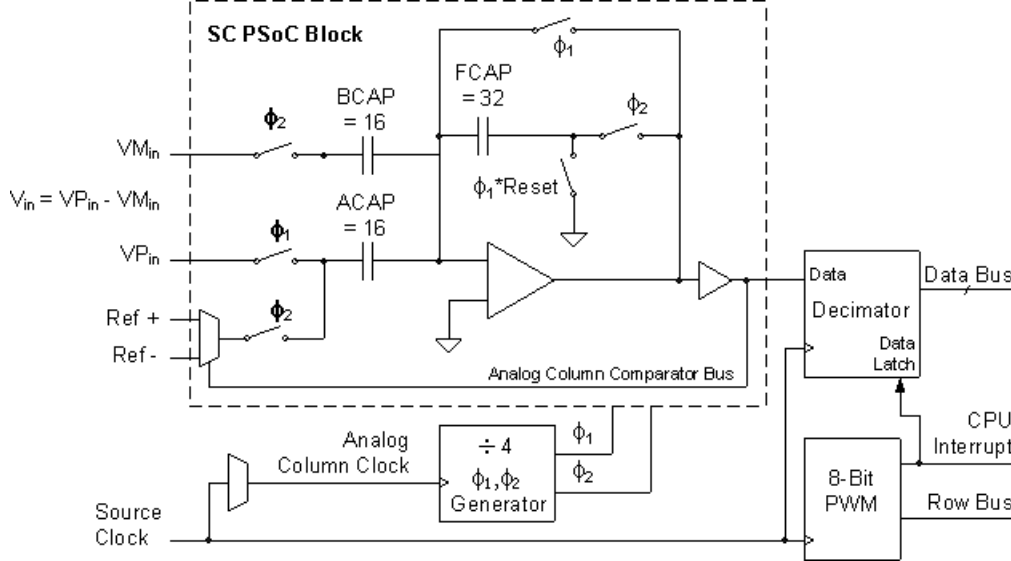 SC PSoC Block
ϕ1
FCAP
= 32
BCAP
= 16
ϕ2
ϕ2
VMin
ϕ1*Reset
Vin = VPin - VMin
ACAP
= 16
ϕ1
VPin
Data
Data Bus
Decimator
Ref +
ϕ2
Ref -
Data
Latch
Analog Column Comparator Bus
CPU
Interrupt
Analog
Column Clock
÷ 4
ϕ1,ϕ2
Generator
ϕ1
ϕ2
8-Bit
PWM
Row Bus
Source
Clock